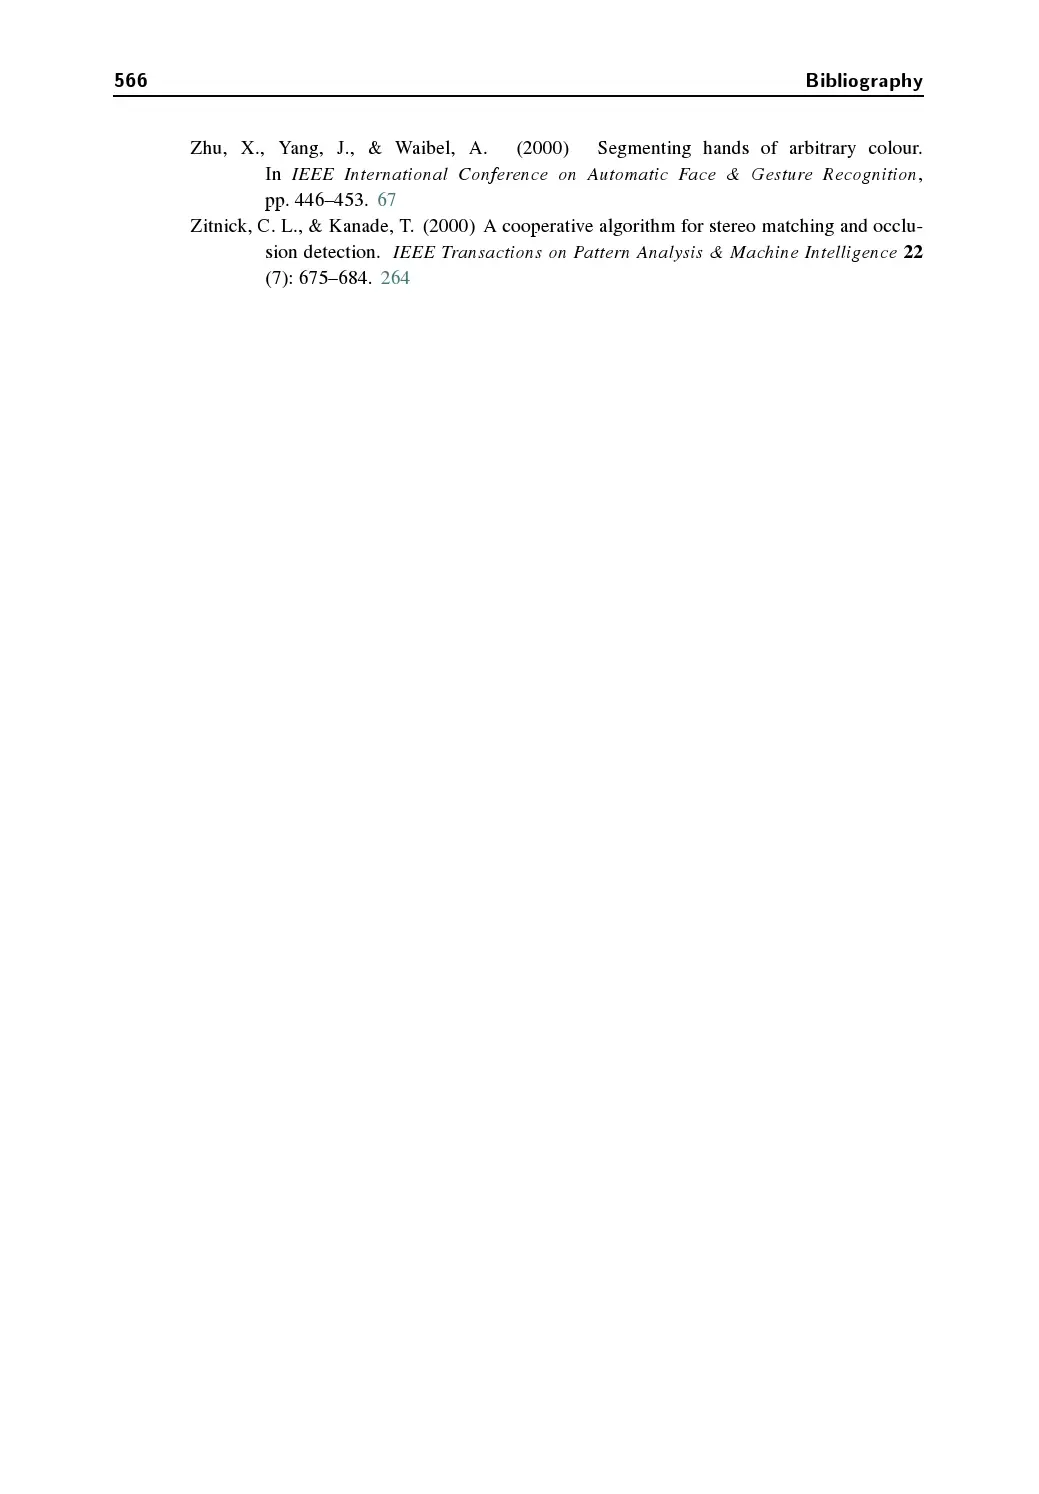 566 Bibliography
Zhu, X., Yang, J., & Waibel, A. (2000) Segmenting hands of arbitrary colour.
In IEEE International Conference on Automatic Face & Gesture Recognition,
pp. 446–453. 67
Zitnick, C. L., & Kanade, T. (2000) A cooperative algorithm for stereo matching and occlu-
sion detection. IEEE Transactions on Pattern Analysis & Machine Intelligence 22
(7): 675–684. 264